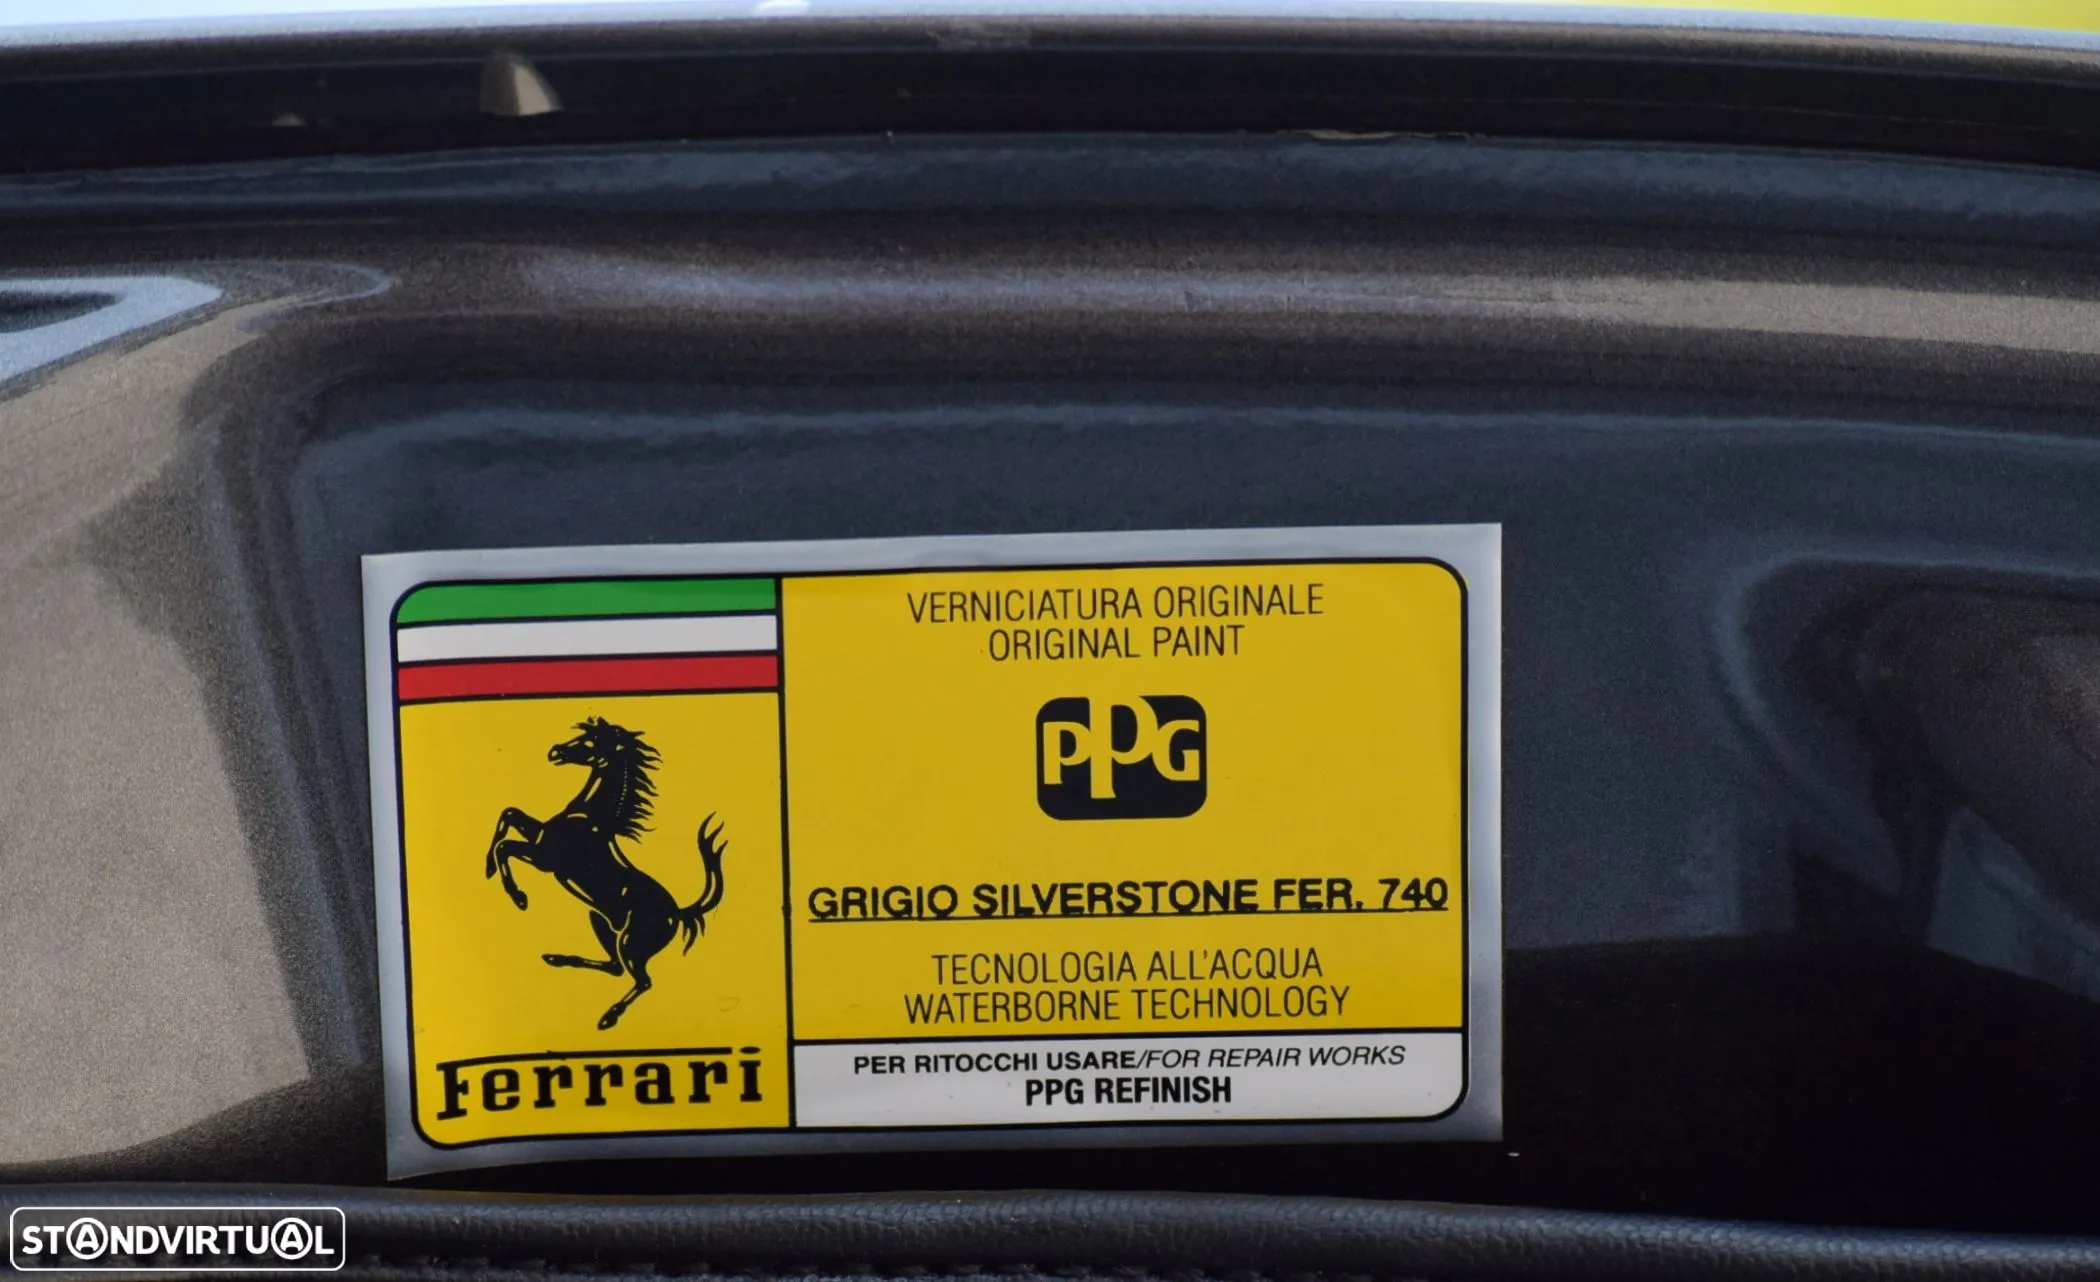 VERNICIATURA ORIGINALE
ORIGINAL PAINT
PPG
GRIGIO SILVERSTONE FER. 740
TECNOLOGIA ALL'ACQUA
WATERBORNE TECHNOLOGY
PER RITOCCHI USARE/FOR REPAIR WORKS
PPG REFINISH
Ferrari
STANDVIRTUAL